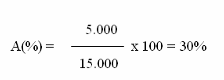 5.000
A(%) = x 100 = 30%
15.000